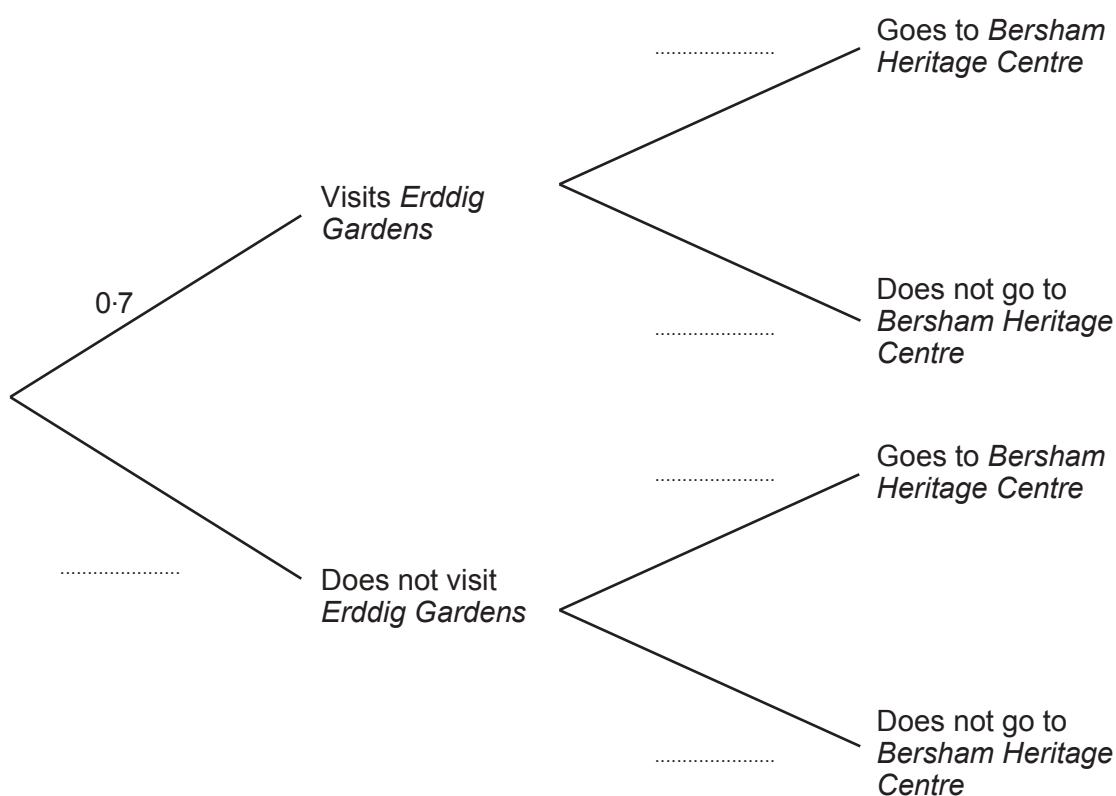 Goes to Bersham
Heritage Centre
Visits Erddig
Gardens
0·7
Does not go to
Bersham Heritage
Centre
Goes to Bersham
Heritage Centre
Does not visit
Erddig Gardens
Does not go to
Bersham Heritage
Centre